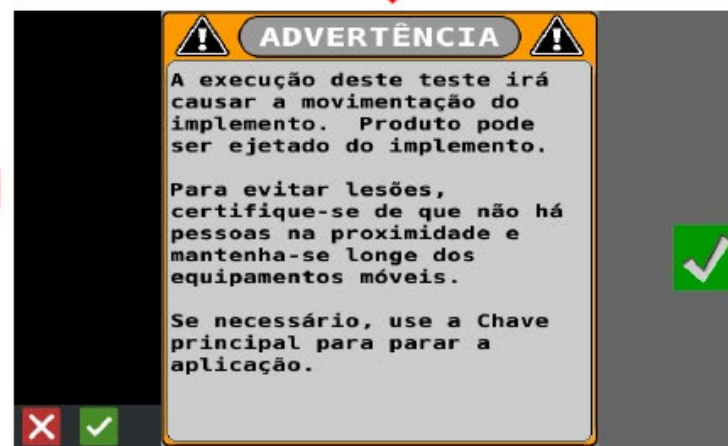 ADVERTÊNCIA
A execução deste teste irá
causar a movimentação do
implemento.  Produto pode
ser ejetado do implemento.
Para evitar lesões,
certifique-se de que não há
pessoas na proximidade e
mantenha-se longe dos
equipamentos móveis.
Se necessário, use a Chave
principal para parar a
aplicação.